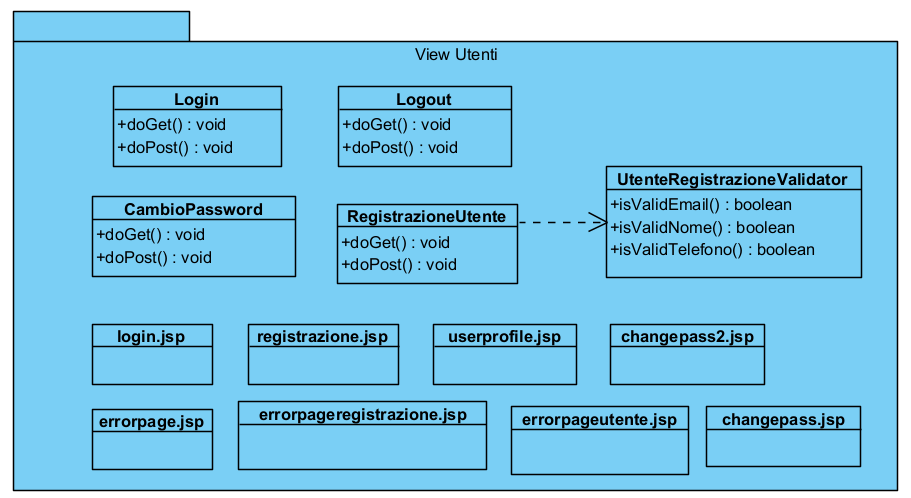 View Utenti
Login
+doGet() : void
+doPost() : void
Logout
+doGet() : void
+doPost() : void
UtenteRegistrazioneValidator
+isValidEmail() : boolean
+isValidNome() : boolean
+isValidTelefono() : boolean
CambioPassword
+doGet() : void
+doPost() : void
RegistrazioneUtente
+doGet() : void
+doPost() : void
login.jsp
registrazione.jsp
userprofile.jsp
changepass2.jsp
errorpage.jsp
errorpageregistrazione.jsp
errorpageutente.jsp
changepass.jsp